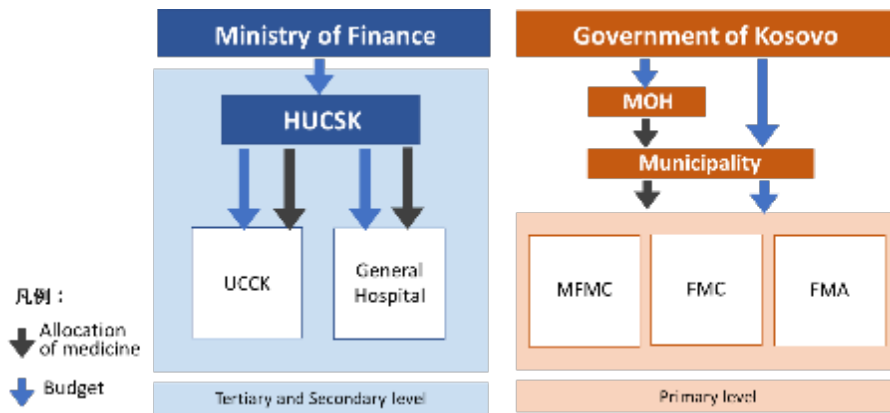 Ministry of Finance
HUCSK
UCCK
General
Hospital
Tertiary and Secondary level
Government of Kosovo
MOH
Municipality
MFMC
FMC
FMA
Primary level
凡例：
Allocation
of medicine
Budget